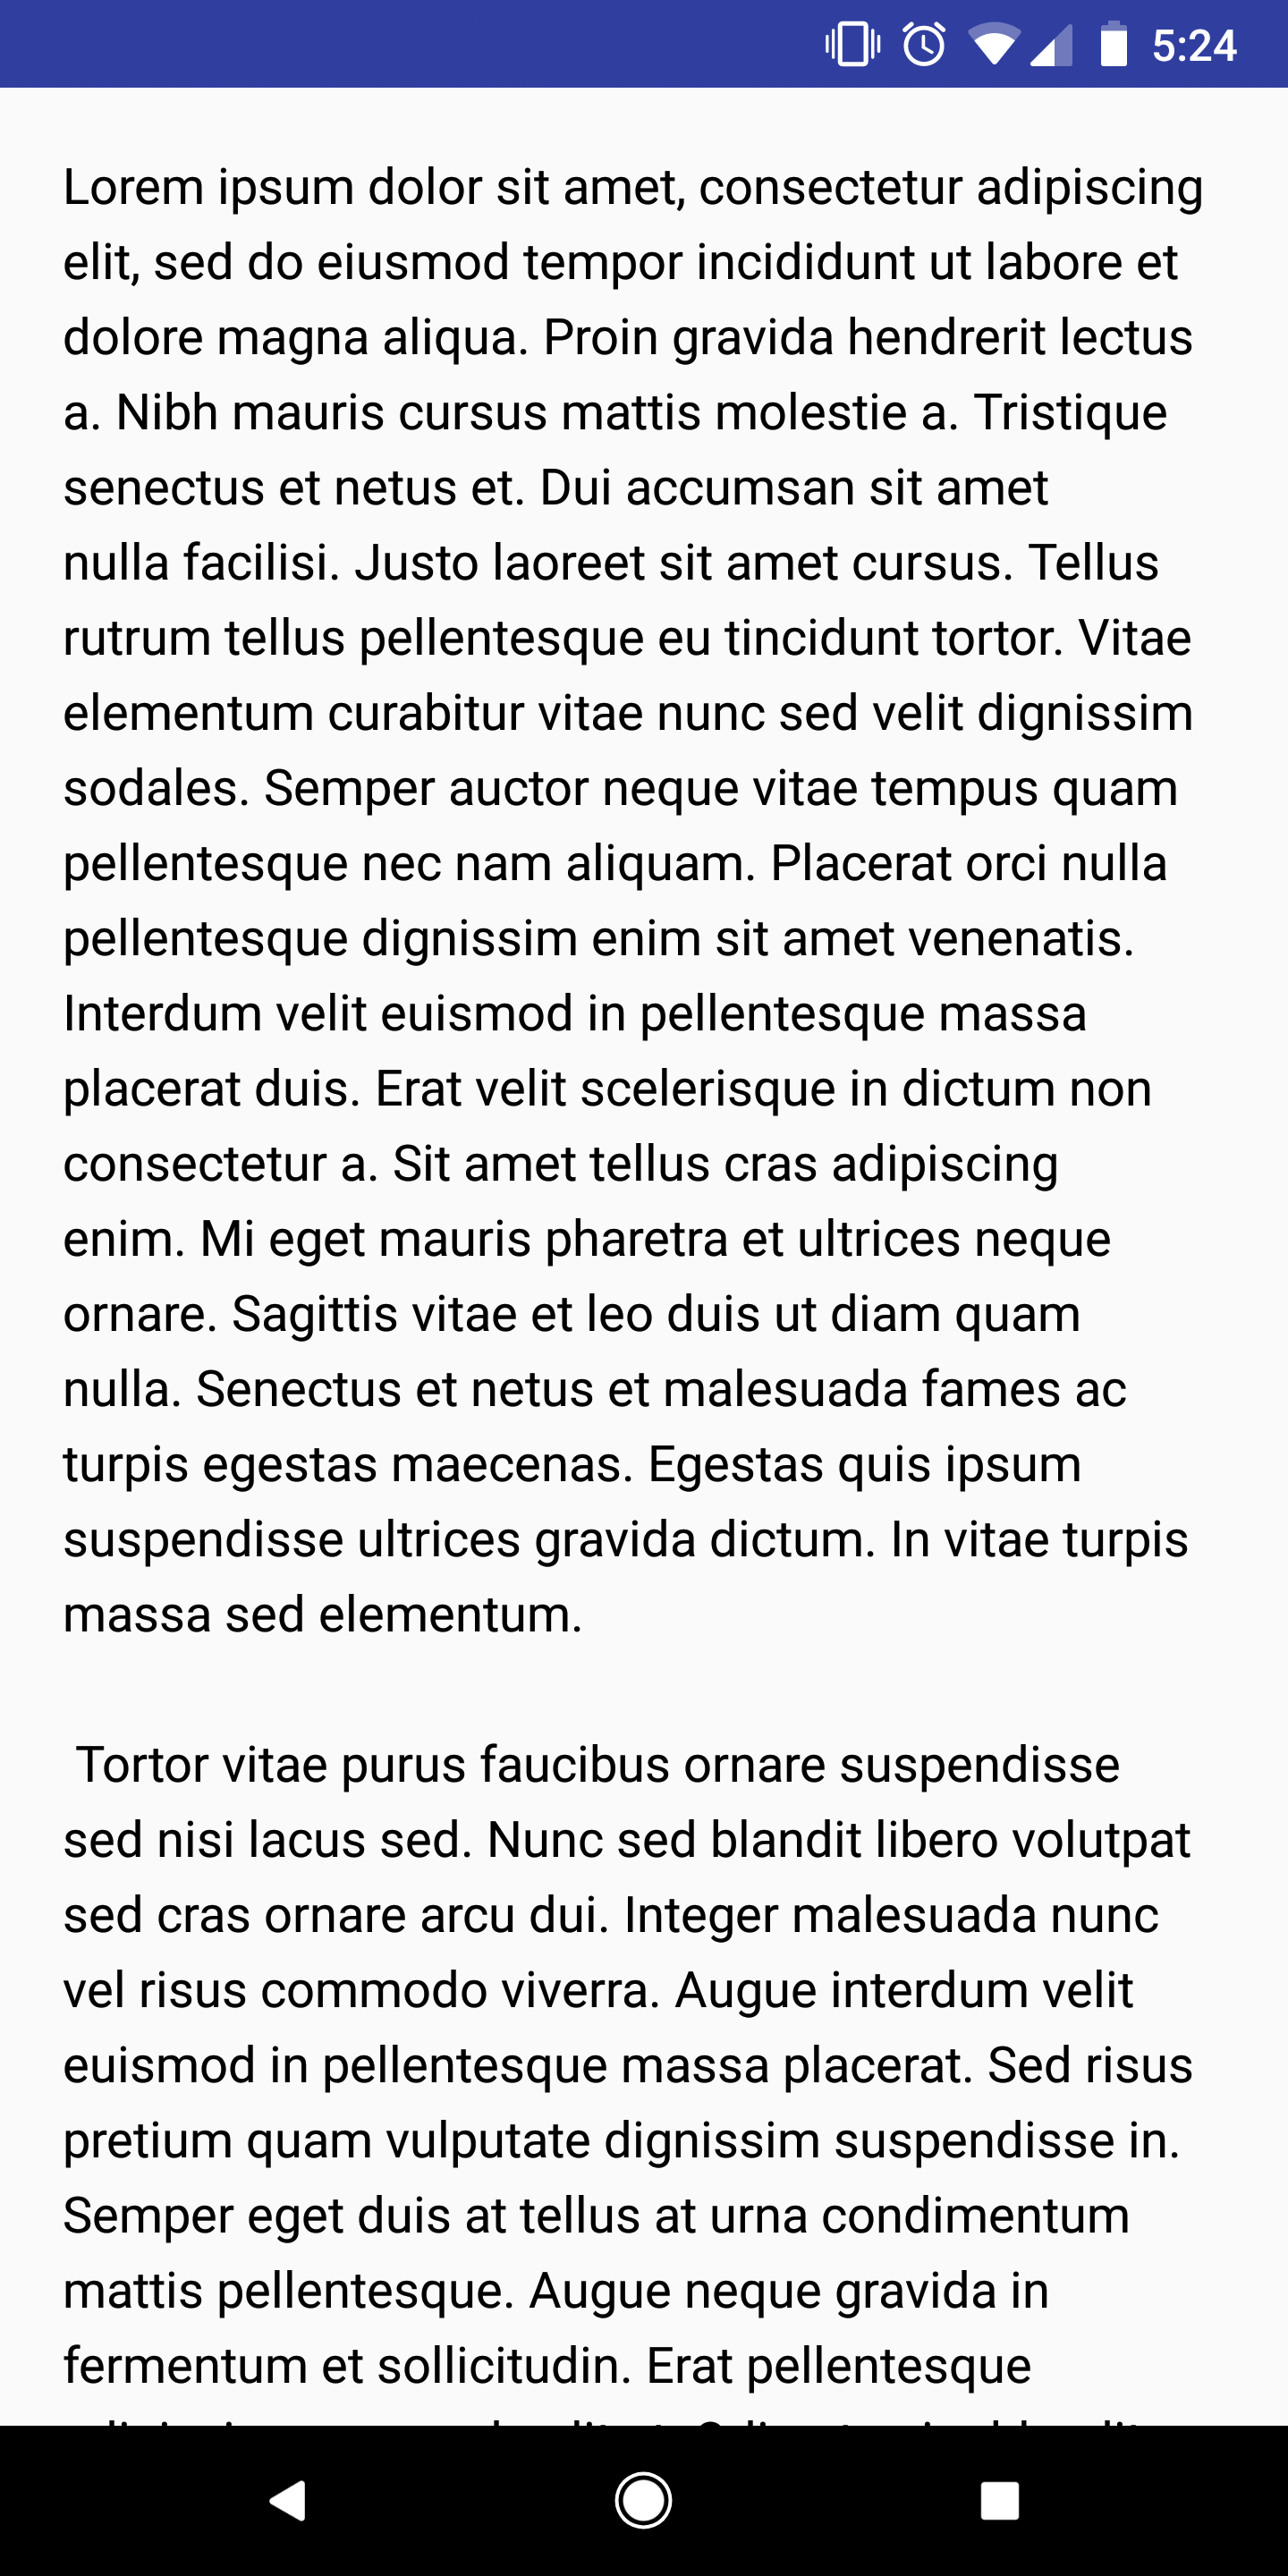 5:24
Lorem ipsum dolor sit amet, consectetur adipiscing
elit, sed do eiusmod tempor incididunt ut labore et
dolore magna aliqua. Proin gravida hendrerit lectus
a. Nibh mauris cursus mattis molestie a. Tristique
senectus et netus et. Dui accumsan sit amet
nulla facilisi. Justo laoreet sit amet cursus. Tellus
rutrum tellus pellentesque eu tincidunt tortor. Vitae
elementum curabitur vitae nunc sed velit dignissim
sodales. Semper auctor neque vitae tempus quam
pellentesque nec nam aliquam. Placerat orci nulla
pellentesque dignissim enim sit amet venenatis.
Interdum velit euismod in pellentesque massa
placerat duis. Erat velit scelerisque in dictum non
consectetur a. Sit amet tellus cras adipiscing
enim. Mi eget mauris pharetra et ultrices neque
ornare. Sagittis vitae et leo duis ut diam quam
nulla. Senectus et netus et malesuada fames ac
turpis egestas maecenas. Egestas quis ipsum
suspendisse ultrices gravida dictum. In vitae turpis
massa sed elementum.
Tortor vitae purus faucibus ornare suspendisse
sed nisi lacus sed. Nunc sed blandit libero volutpat
sed cras ornare arcu dui. Integer malesuada nunc
vel risus commodo viverra. Augue interdum velit
euismod in pellentesque massa placerat. Sed risus
pretium quam vulputate dignissim suspendisse in.
Semper eget duis at tellus at urna condimentum
mattis pellentesque. Augue neque gravida in
fermentum et sollicitudin. Erat pellentesque